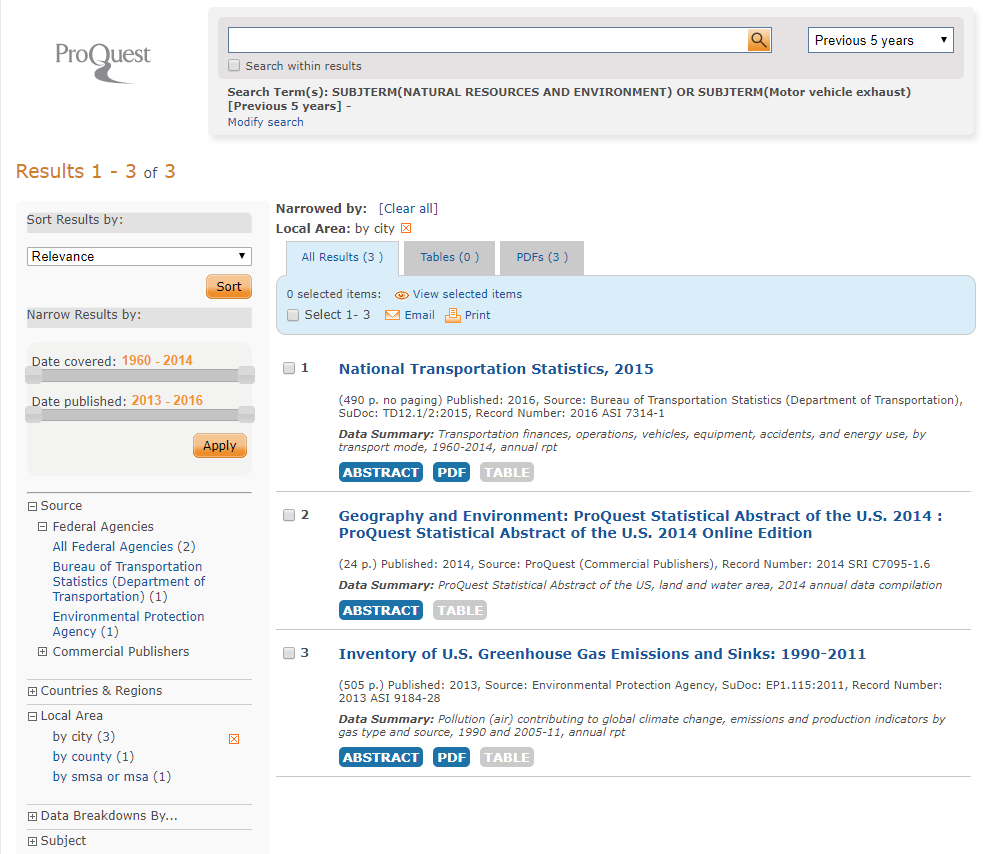 ProQuest
Previous 5 years
Search within results
Search Term(s): SUBJTERM(NATURAL RESOURCES AND ENVIRONMENT) OR SUBJTERM(Motor vehicle exhaust)
[Previous 5 years] -
Modify search
Results 1 - 3 of 3
Sort Results by:
Relevance
Sort
Narrow Results by:
Date covered: 1960 - 2014
Date published: 2013 - 2016
Apply
Source
Federal Agencies
All Federal Agencies (2)
Bureau of Transportation
Statistics (Department of
Transportation) (1)
Environmental Protection
Agency (1)
Commercial Publishers
Countries & Regions
Local Area
by city (3)
by county (1)
by smsa or msa (1)
Data Breakdowns By...
Subject
Narrowed by: [Clear all]
Local Area: by city
All Results (3 ) Tables (0 ) PDFs (3 )
0 selected items: View selected items
Select 1- 3 Email Print
1 National Transportation Statistics, 2015
(490 p. no paging) Published: 2016, Source: Bureau of Transportation Statistics (Department of Transportation),
SuDoc: TD12.1/2:2015, Record Number: 2016 ASI 7314-1
Data Summary: Transportation finances, operations, vehicles, equipment, accidents, and energy use, by
transport mode, 1960-2014, annual rpt
ABSTRACT PDF TABLE
2 Geography and Environment: ProQuest Statistical Abstract of the U.S. 2014 :
ProQuest Statistical Abstract of the U.S. 2014 Online Edition
(24 p.) Published: 2014, Source: ProQuest (Commercial Publishers), Record Number: 2014 SRI C7095-1.6
Data Summary: ProQuest Statistical Abstract of the US, land and water area, 2014 annual data compilation
ABSTRACT TABLE
3 Inventory of U.S. Greenhouse Gas Emissions and Sinks: 1990-2011
(505 p.) Published: 2013, Source: Environmental Protection Agency, SuDoc: EP1.115:2011, Record Number:
2013 ASI 9184-28
Data Summary: Pollution (air) contributing to global climate change, emissions and production indicators by
gas type and source, 1990 and 2005-11, annual rpt
ABSTRACT PDF TABLE